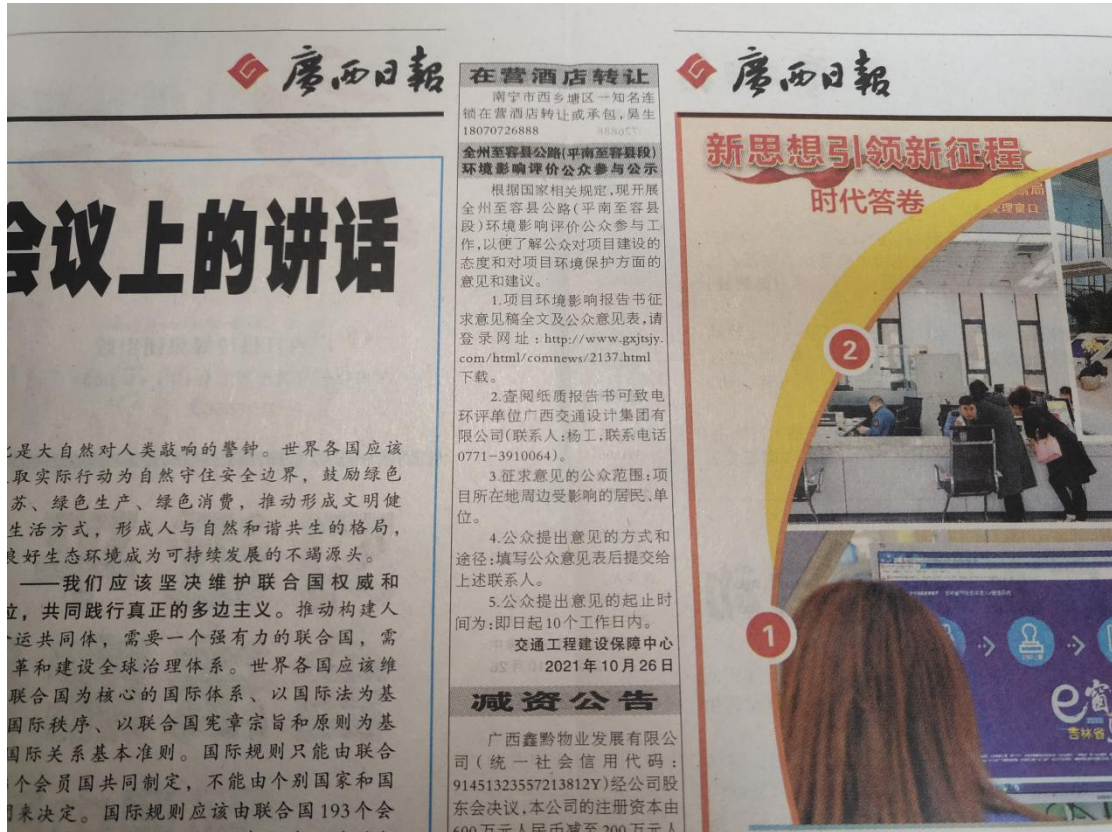 廣西日報
会议上的讲话
是大自然对人类敲响的警钟。世界各国应该
取实际行动为自然守住安全边界，鼓励绿色
苏、绿色生产、绿色消费，推动形成文明健
生活方式，形成人与自然和谐共生的格局，
良好生态环境成为可持续发展的不竭源头。
——我们应该坚决维护联合国权威和
位，共同践行真正的多边主义。推动构建人
运共同体，需要一个强有力的联合国，需
革和建设全球治理体系。世界各国应该维
联合国为核心的国际体系、以国际法为基
国际秩序、以联合国宪章宗旨和原则为基
国际关系基本准则。国际规则只能由联合
个会员国共同制定，不能由个别国家和国
来决定。国际规则应该由联合国193个会
在营酒店转让
南宁市西乡塘区一知名连
锁在营酒店转让或承包,吴生
18070726888
全州至容县公路(平南至容县段)
环境影响评价公众参与公示
根据国家相关规定,现开展
全州至容县公路(平南至容县
段)环境影响评价公众参与工
作,以便了解公众对项目建设的
态度和对项目环境保护方面的
意见和建议。
1.项目环境影响报告书征
求意见稿全文及公众意见表,请
登录网址:http://www.gxjtsjy.
com/html/comnews/2137.html
下载。
2.查阅纸质报告书可致电
环评单位广西交通设计集团有
限公司(联系人:杨工,联系电话
0771-3910064)。
3.征求意见的公众范围:项
目所在地周边受影响的居民、单
位。
4.公众提出意见的方式和
途径:填写公众意见表后提交给
上述联系人。
5.公众提出意见的起止时
间为:即日起10个工作日内。
交通工程建设保障中心
2021年10月26日
减资公告
广西鑫黔物业发展有限公
司(统一社会信用代码:
91451323557213812Y)经公司股
东会决议,本公司的注册资本由
600万元人民币减至200万元人
廣西日報
新思想引领新征程
时代答卷
理窗口
2
1
e窗
吉林省